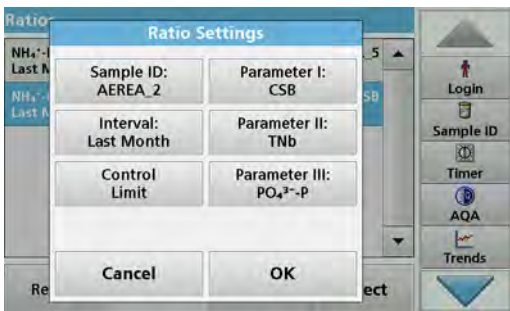 Ratio
Ratio Settings
NH₄⁺-
Last M
_5
NH₄⁺-
Last M
SB
Sample ID:
AEREA_2
Parameter I:
CSB
Interval:
Last Month
Parameter II:
TNb
Control
Limit
Parameter III:
PO₄³⁻-P
Cancel
OK
Re
ect
Login
Sample ID
Timer
AQA
Trends